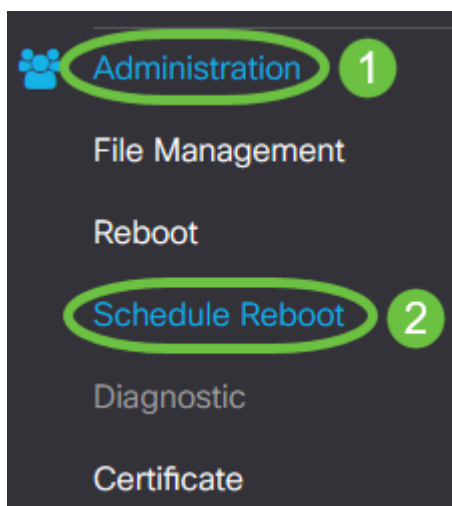 Administration 1
File Management
Reboot
Schedule Reboot 2
Diagnostic
Certificate